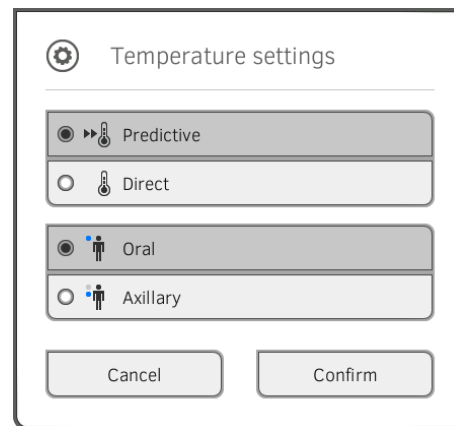 Temperature settings
Predictive
Direct
Oral
Axillary
Cancel Confirm